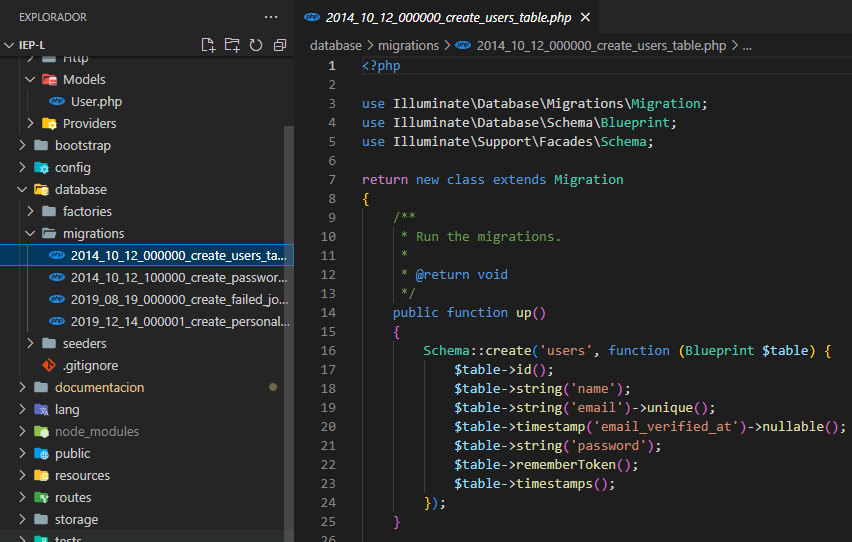 EXPLORADOR
IEP-L
Http
Models
User.php
Providers
bootstrap
config
database
factories
migrations
2014_10_12_000000_create_users_ta...
2014_10_12_100000_create_passwor...
2019_08_19_000000_create_failed_jo...
2019_12_14_000001_create_personal...
seeders
.gitignore
documentacion
lang
node_modules
public
resources
routes
storage
tests
2014_10_12_000000_create_users_table.php
database > migrations > 2014_10_12_000000_create_users_table.php > ...
1 <?php
2
3 use Illuminate\Database\Migrations\Migration;
4 use Illuminate\Database\Schema\Blueprint;
5 use Illuminate\Support\Facades\Schema;
6
7 return new class extends Migration
8 {
9 /**
10 * Run the migrations.
11 *
12 * @return void
13 */
14 public function up()
15 {
16 Schema::create('users', function (Blueprint $table) {
17 $table->id();
18 $table->string('name');
19 $table->string('email')->unique();
20 $table->timestamp('email_verified_at')->nullable();
21 $table->string('password');
22 $table->rememberToken();
23 $table->timestamps();
24 });
25 }
26